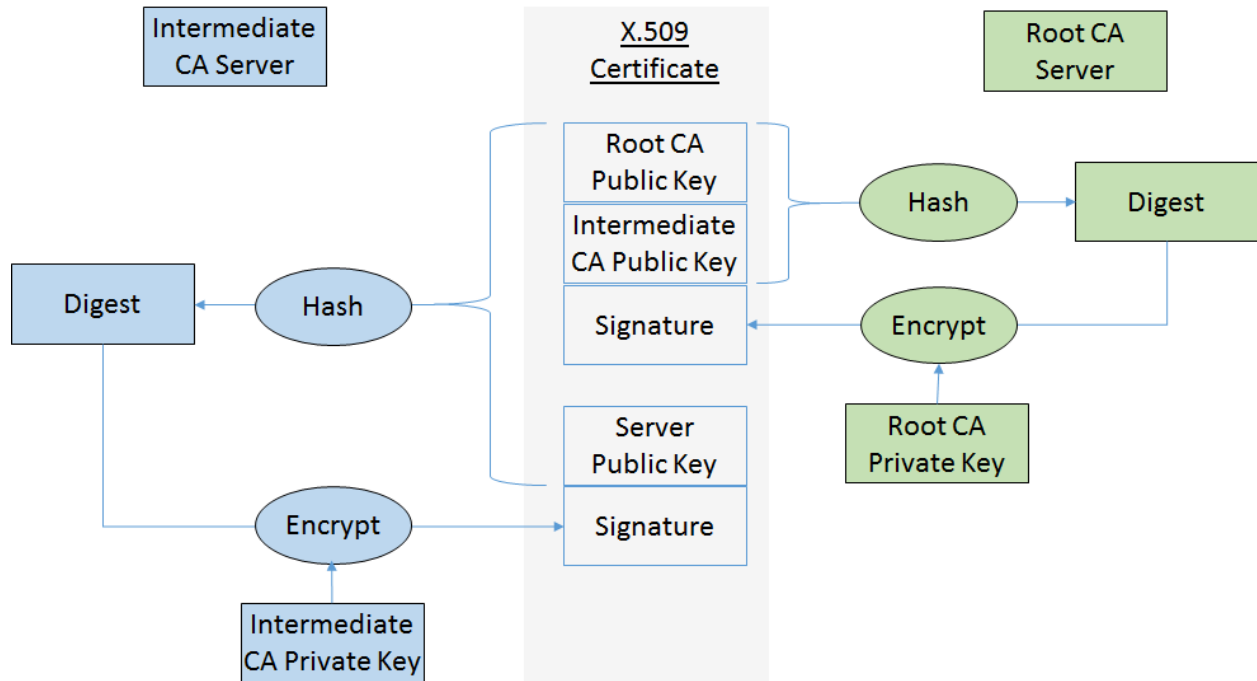 Intermediate
CA Server
X.509
Certificate
Root CA
Server
Root CA
Public Key
Intermediate
CA Public Key
Signature
Server
Public Key
Signature
Hash
Digest
Encrypt
Root CA
Private Key
Digest
Hash
Encrypt
Intermediate
CA Private Key